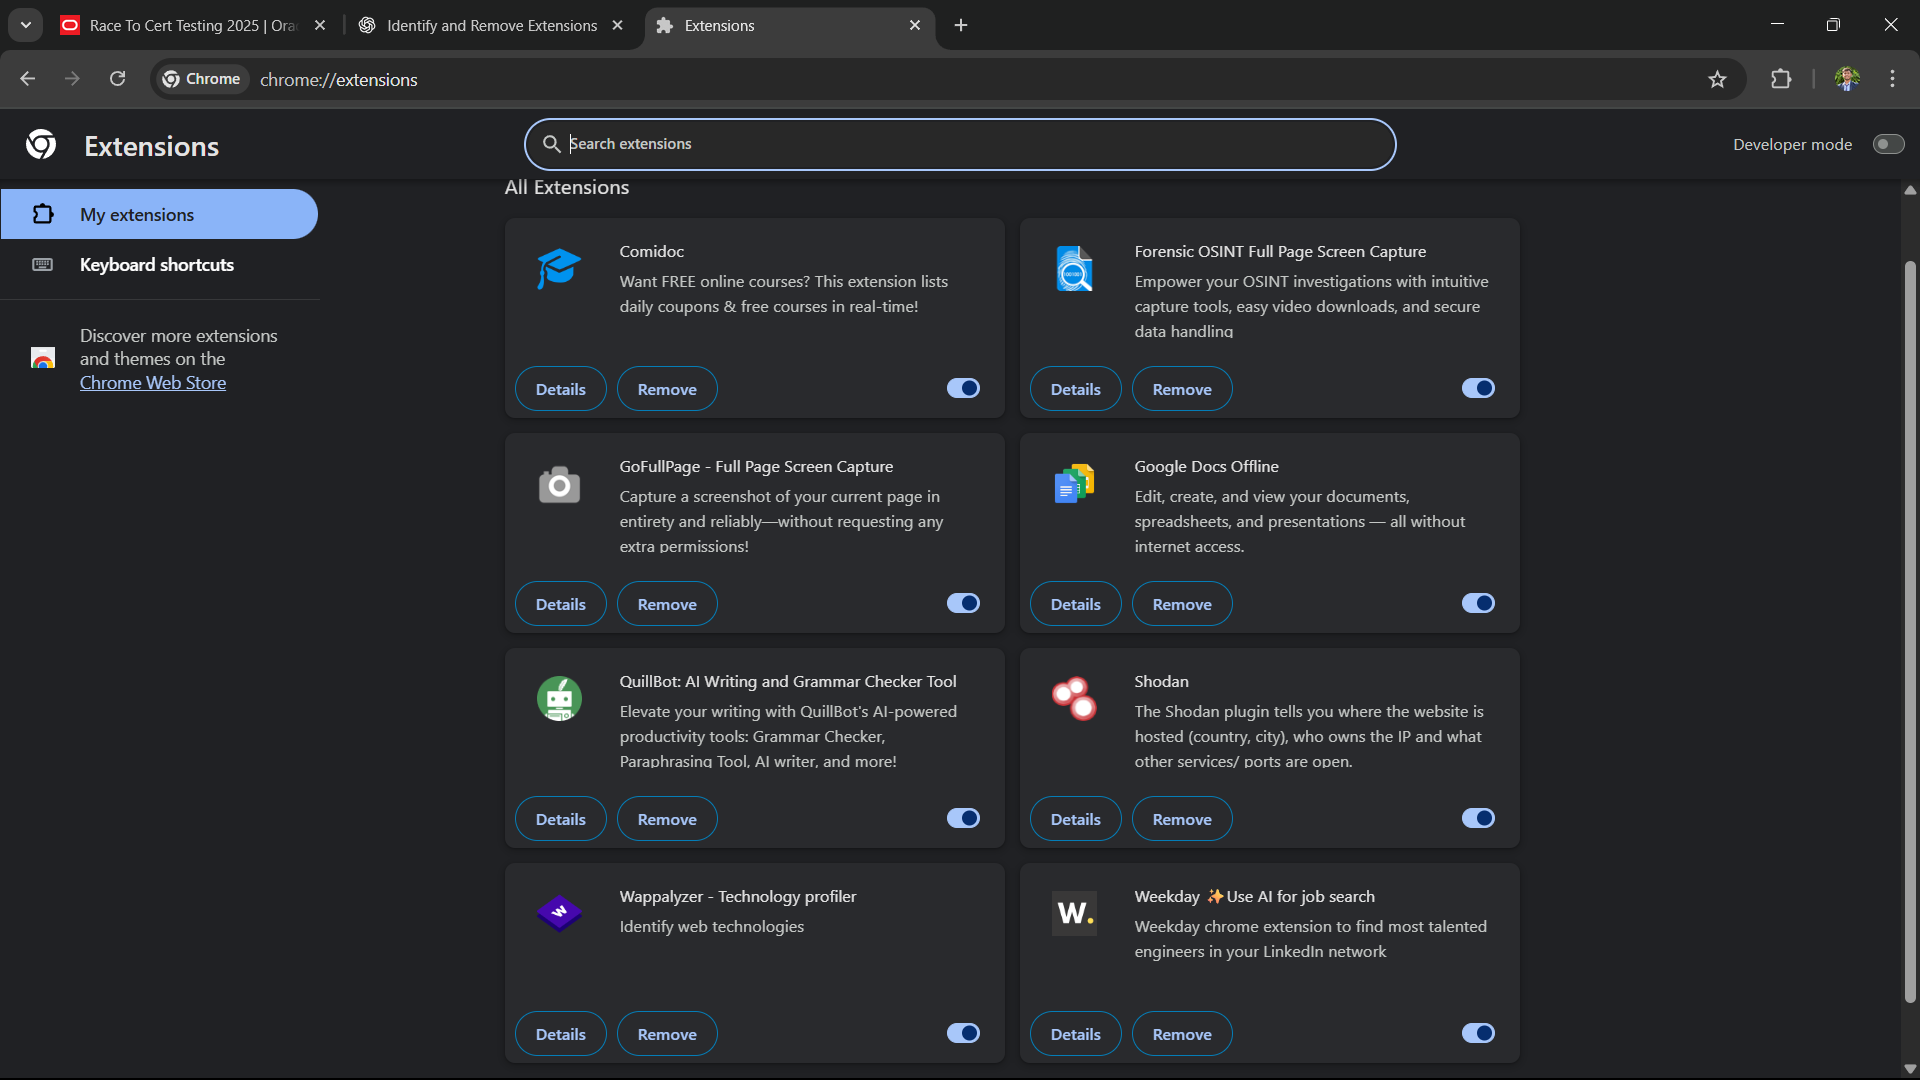 Race To Cert Testing 2025 | Ora
Identify and Remove Extensions
Extensions
Chrome
chrome://extensions
Extensions
Search extensions
Developer mode
My extensions
Keyboard shortcuts
Discover more extensions
and themes on the
Chrome Web Store
All Extensions
Comidoc
Want FREE online courses? This extension lists
daily coupons & free courses in real-time!
Details
Remove
Forensic OSINT Full Page Screen Capture
Empower your OSINT investigations with intuitive
capture tools, easy video downloads, and secure
data handling
Details
Remove
GoFullPage - Full Page Screen Capture
Capture a screenshot of your current page in
entirety and reliably—without requesting any
extra permissions!
Details
Remove
Google Docs Offline
Edit, create, and view your documents,
spreadsheets, and presentations — all without
internet access.
Details
Remove
QuillBot: AI Writing and Grammar Checker Tool
Elevate your writing with QuillBot's AI-powered
productivity tools: Grammar Checker,
Paraphrasing Tool, AI writer, and more!
Details
Remove
Shodan
The Shodan plugin tells you where the website is
hosted (country, city), who owns the IP and what
other services/ ports are open.
Details
Remove
W
Wappalyzer - Technology profiler
Identify web technologies
Details
Remove
W.
Weekday ✨Use AI for job search
Weekday chrome extension to find most talented
engineers in your LinkedIn network
Details
Remove